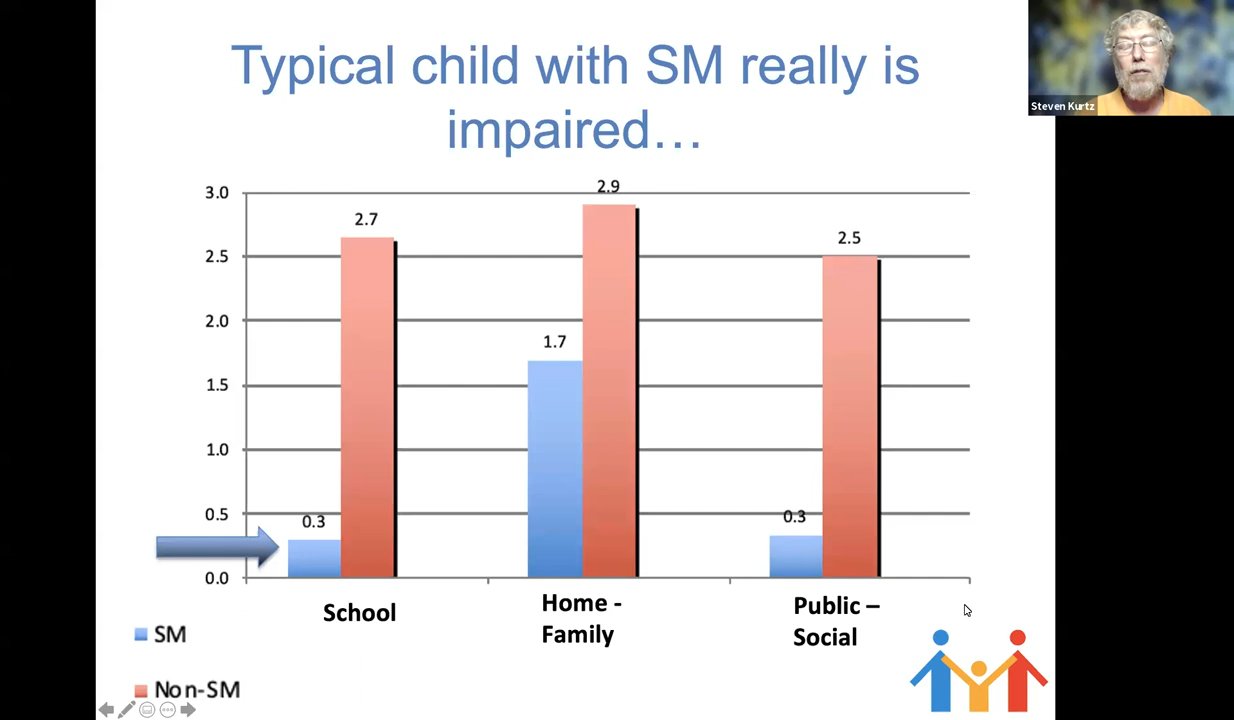 Typical child with SM really is
impaired…
Steven Kurtz
3.0
2.5
2.0
1.5
1.0
0.5
0.0
2.7
0.3
2.9
1.7
2.5
0.3
School
Home -
Family
Public –
Social
SM
Non-SM